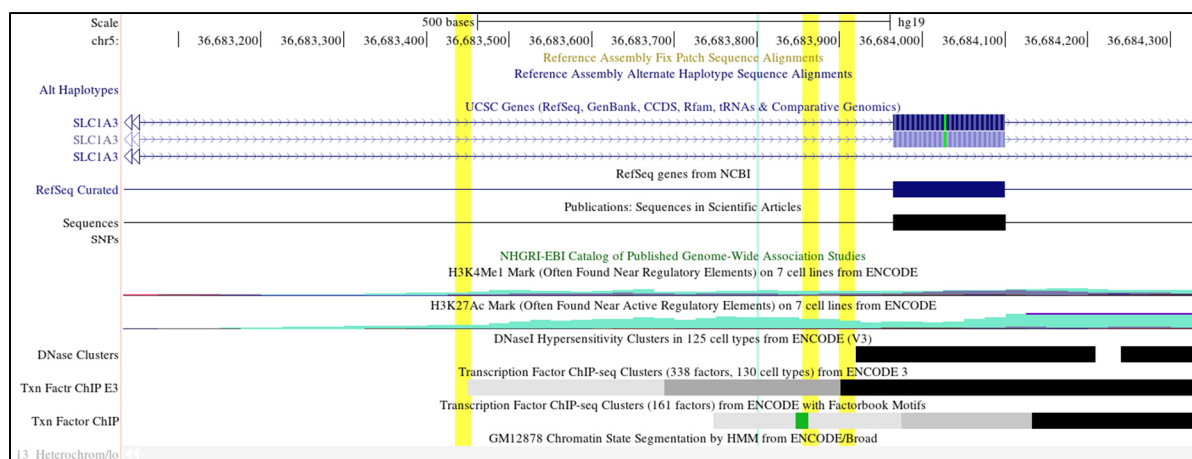 Scale 500 bases hg19
chr5: 36,683,200 36,683,300 36,683,400 36,683,500 36,683,600 36,683,700 36,683,800 36,683,900 36,684,000 36,684,100 36,684,200 36,684,300
Reference Assembly Fix Patch Sequence Alignments
Reference Assembly Alternate Haplotype Sequence Alignments
Alt Haplotypes
UCSC Genes (RefSeq, GenBank, CCDS, Rfam, tRNAs & Comparative Genomics)
SLC1A3
SLC1A3
SLC1A3
RefSeq genes from NCBI
RefSeq Curated
Publications: Sequences in Scientific Articles
Sequences
SNPs
NHGRI-EBI Catalog of Published Genome-Wide Association Studies
H3K4Me1 Mark (Often Found Near Regulatory Elements) on 7 cell lines from ENCODE
H3K27Ac Mark (Often Found Near Active Regulatory Elements) on 7 cell lines from ENCODE
DNaseI Hypersensitivity Clusters in 125 cell types from ENCODE (V3)
DNase Clusters
Transcription Factor ChIP-seq Clusters (338 factors, 130 cell types) from ENCODE 3
Txn Factr ChIP E3
Transcription Factor ChIP-seq Clusters (161 factors) from ENCODE with Factorbook Motifs
Txn Factor ChIP
GM12878 Chromatin State Segmentation by HMM from ENCODE/Broad
13_Heterochrom/lo